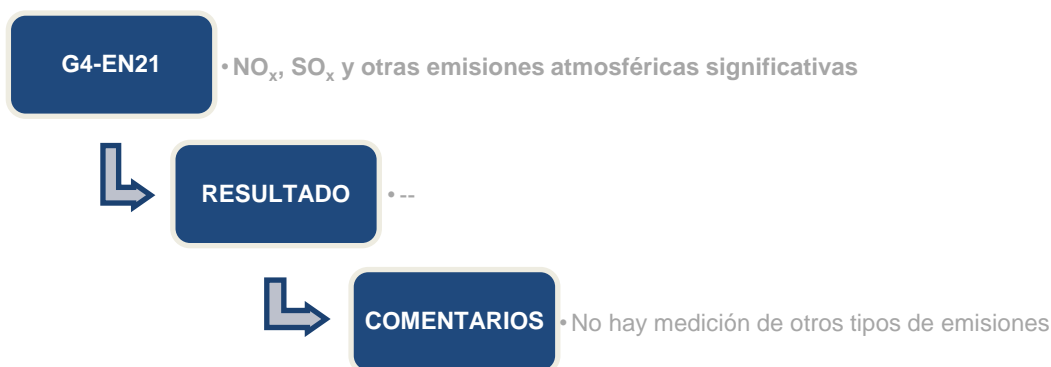 G4-EN21 • NOx, SOx y otras emisiones atmosféricas significativas
RESULTADO • --
COMENTARIOS • No hay medición de otros tipos de emisiones